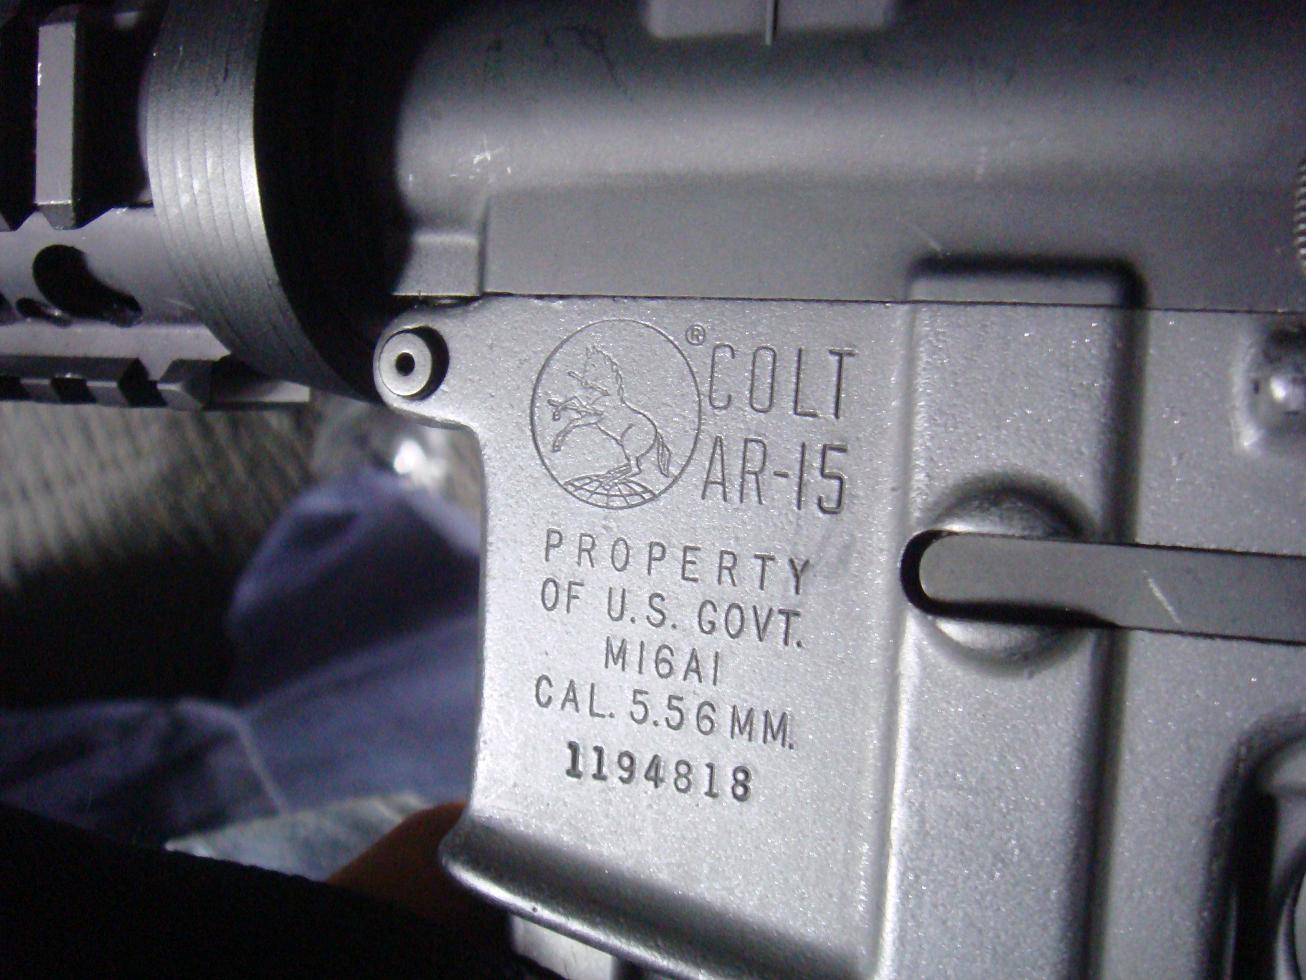 ® COLT
AR-15
PROPERTY
OF U.S. GOVT.
M16A1
CAL. 5.56 MM.
1194818